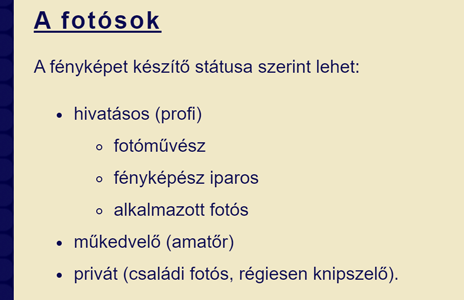 A fotósok
A fényképet készítő státusa szerint lehet:
hivatásos (profi)
fotóművész
fényképész iparos
alkalmazott fotós
műkedvelő (amatőr)
privát (családi fotós, régiesen knipszelő).